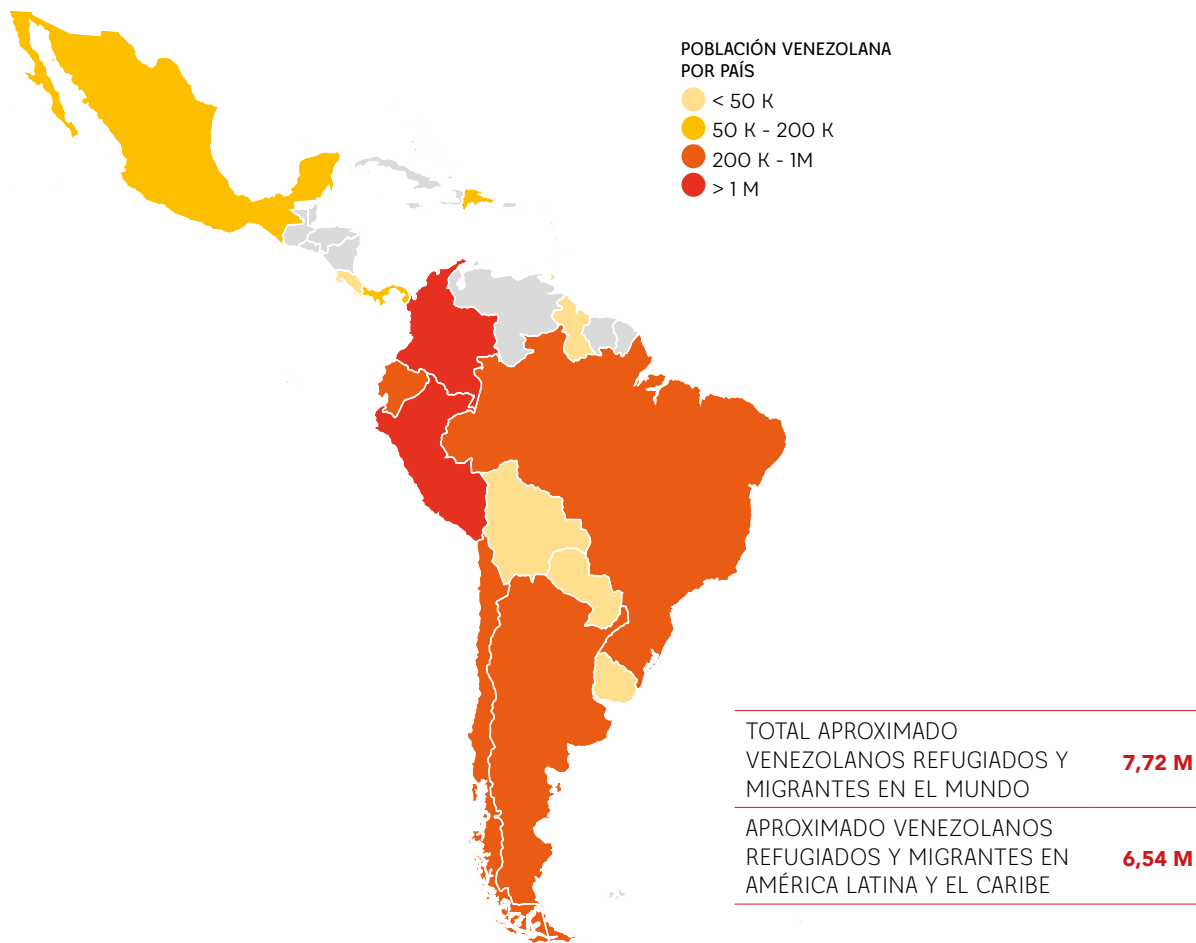 POBLACIÓN VENEZOLANA
POR PAÍS
< 50 K
50 K - 200 K
200 K - 1M
> 1 M
TOTAL APROXIMADO
VENEZOLANOS REFUGIADOS Y
MIGRANTES EN EL MUNDO
7,72 M
APROXIMADO VENEZOLANOS
REFUGIADOS Y MIGRANTES EN
AMÉRICA LATINA Y EL CARIBE
6,54 M